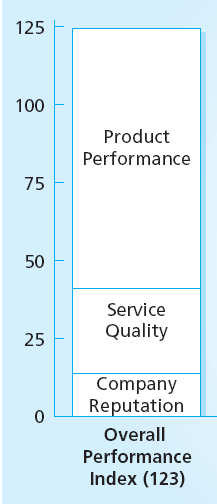 125
100
Product
Performance
75
50
Service
Quality
25
Company
Reputation
0
Overall
Performance
Index (123)